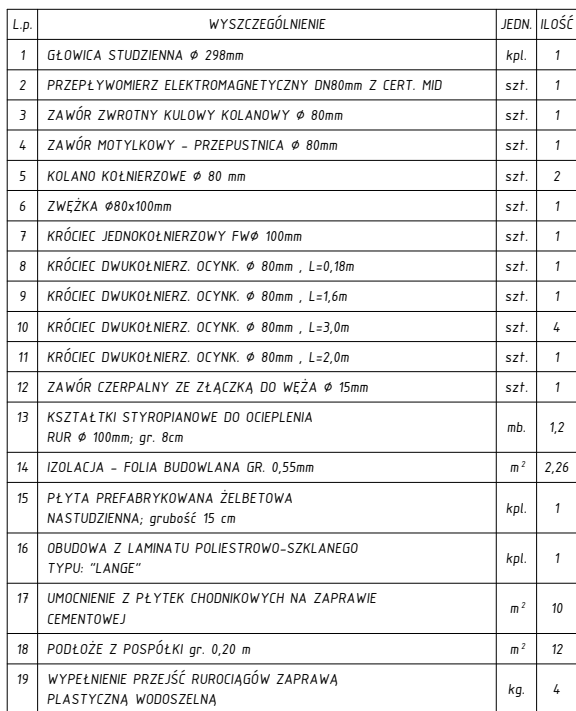 L.p. WYSZCZEGÓLNIENIE JEDN. ILOŚĆ
1 GŁOWICA STUDZIENNA Φ 298mm kpl. 1
2 PRZEPŁYWOMIERZ ELEKTROMAGNETYCZNY DN80mm Z CERT. MID szt. 1
3 ZAWÓR ZWROTNY KULOWY KOLANOWY Φ 80mm szt. 1
4 ZAWÓR MOTYLKOWY - PRZEPUSTNICA Φ 80mm szt. 1
5 KOLANO KOŁNIERZOWE Φ 80 mm szt. 2
6 ZWĘŻKA Φ80x100mm szt. 1
7 KRÓCIEC JEDNOKOŁNIERZOWY FWΦ 100mm szt. 1
8 KRÓCIEC DWUKOŁNIERZ. OCYNK. Φ 80mm , L=0,18m szt. 1
9 KRÓCIEC DWUKOŁNIERZ. OCYNK. Φ 80mm , L=1,6m szt. 1
10 KRÓCIEC DWUKOŁNIERZ. OCYNK. Φ 80mm , L=3,0m szt. 4
11 KRÓCIEC DWUKOŁNIERZ. OCYNK. Φ 80mm , L=2,0m szt. 1
12 ZAWÓR CZERPALNY ZE ZŁĄCZKĄ DO WĘŻA Φ 15mm szt. 1
13 KSZTAŁTKI STYROPIANOWE DO OCIEPLENIA
RUR Φ 100mm; gr. 8cm mb. 1,2
14 IZOLACJA - FOLIA BUDOWLANA GR. 0,55mm m² 2,26
15 PŁYTA PREFABRYKOWANA ŻELBETOWA
NASTUDZIENNA; grubość 15 cm kpl. 1
16 OBUDOWA Z LAMINATU POLIESTROWO-SZKLANEGO
TYPU: "LANGE" kpl. 1
17 UMOCNIENIE Z PŁYTEK CHODNIKOWYCH NA ZAPRAWIE
CEMENTOWEJ m² 10
18 PODŁOŻE Z POSPÓŁKI gr. 0,20 m m² 12
19 WYPEŁNIENIE PRZEJŚĆ RUROCIĄGÓW ZAPRAWĄ
PLASTYCZNĄ WODOSZELNĄ kg. 4